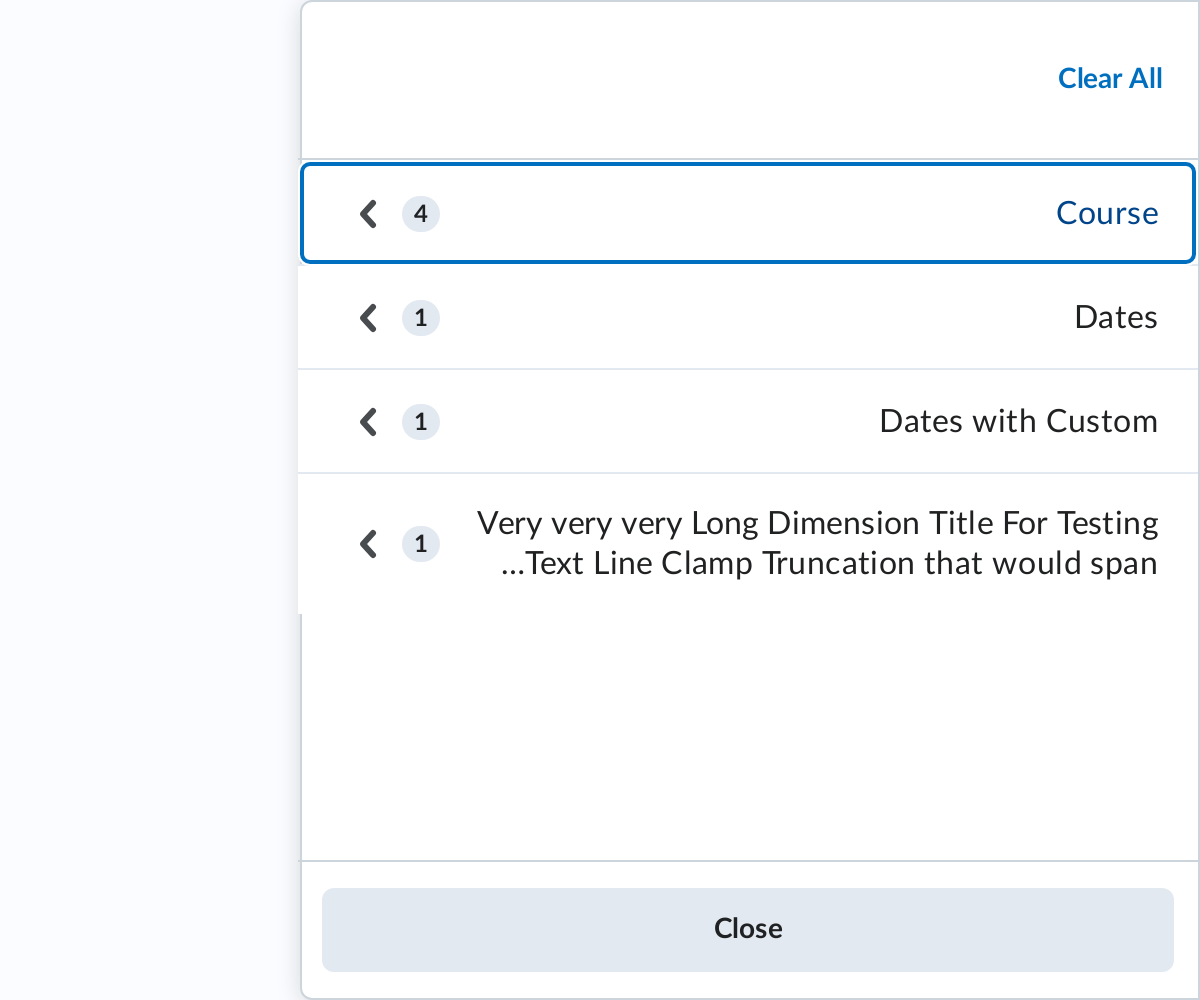 Clear All
Course 4
Dates 1
Dates with Custom 1
Very very very Long Dimension Title For Testing
Text Line Clamp Truncation that would span... 1
Close